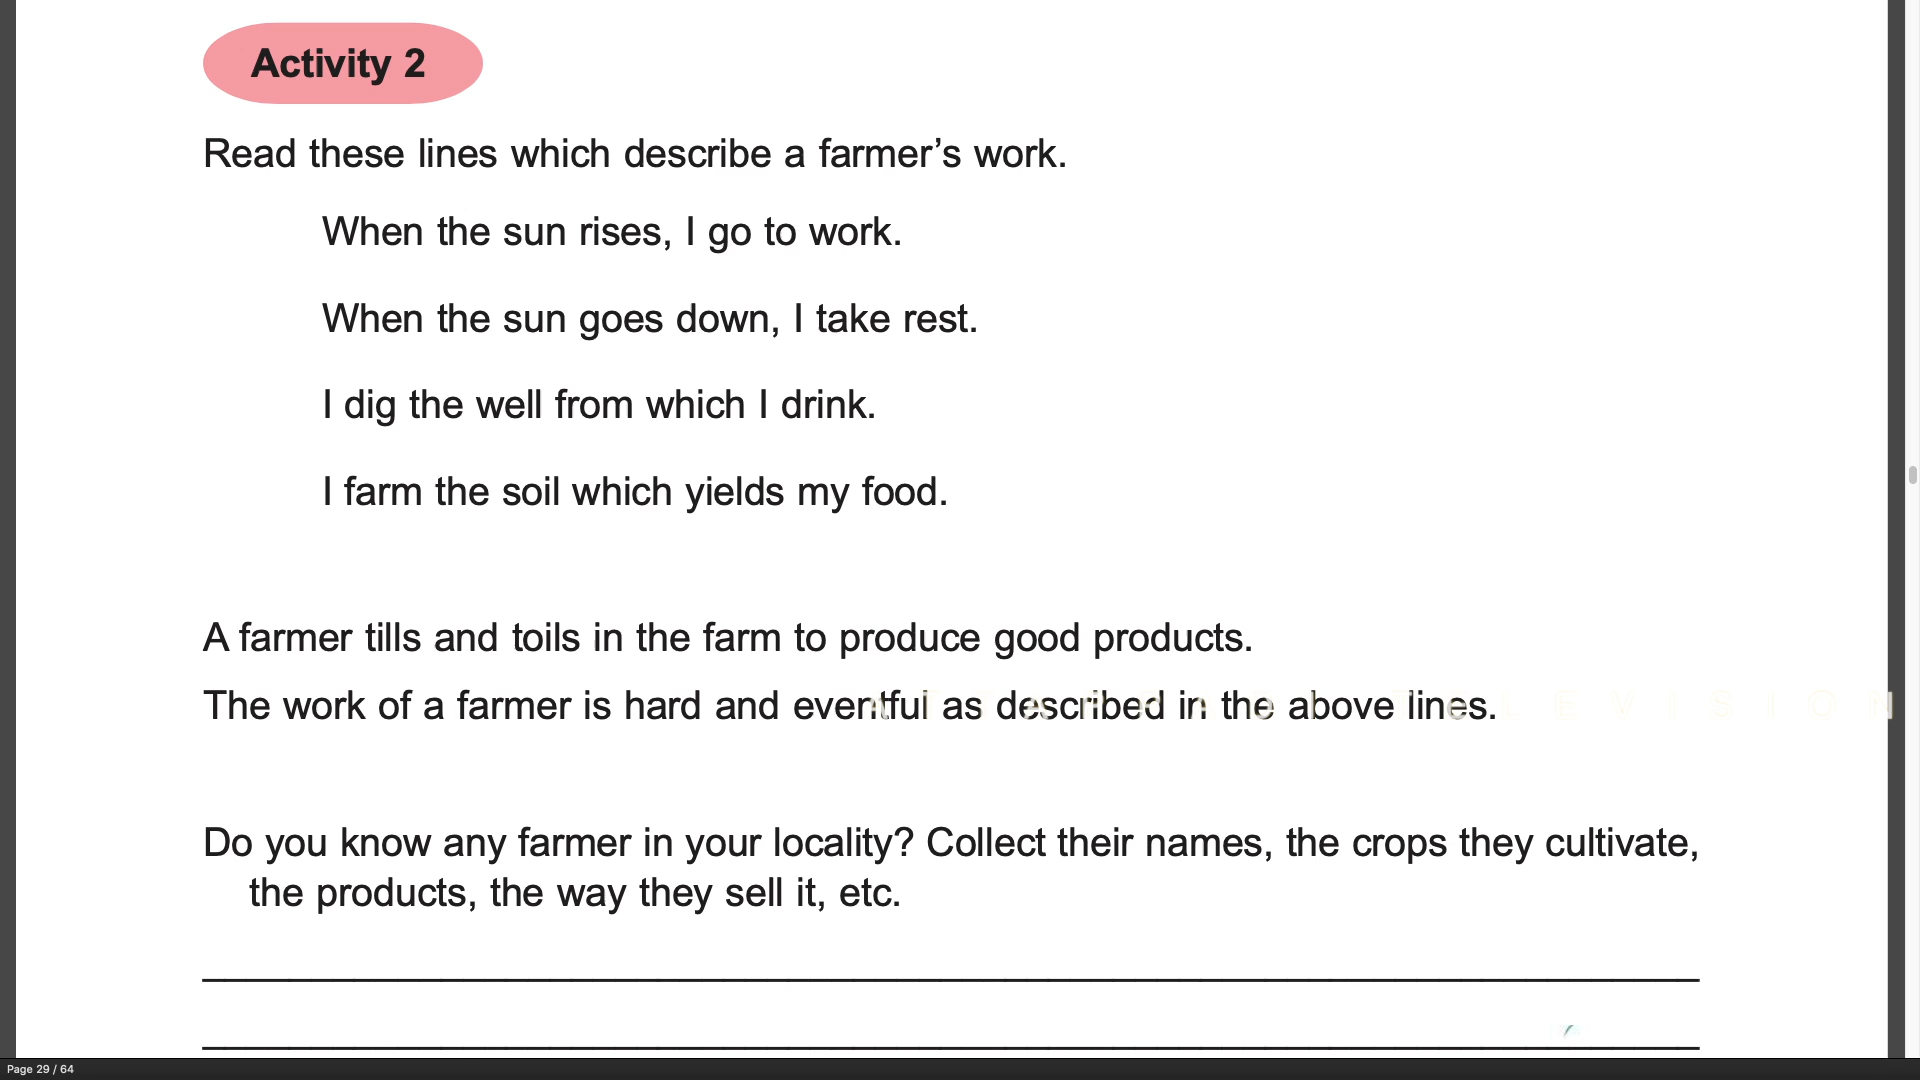 Activity 2
Read these lines which describe a farmer’s work.
When the sun rises, I go to work.
When the sun goes down, I take rest.
I dig the well from which I drink.
I farm the soil which yields my food.
A farmer tills and toils in the farm to produce good products.
The work of a farmer is hard and eventful as described in the above lines.
Do you know any farmer in your locality? Collect their names, the crops they cultivate,
the products, the way they sell it, etc.
Page 29 / 64